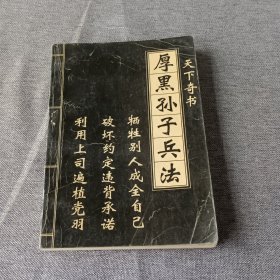 天下奇书
厚黑孙子兵法
牺牲别人成全自己
破坏约定违背承诺
利用上司遍植党羽